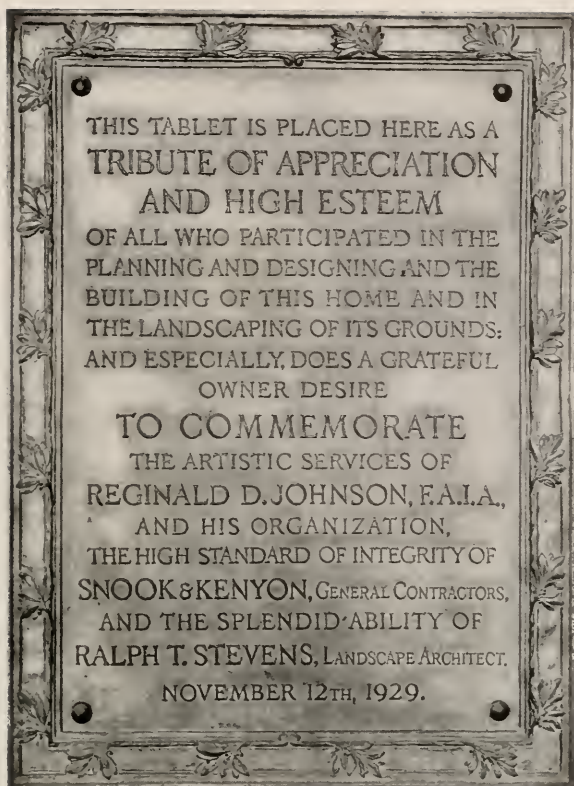 THIS TABLET IS PLACED HERE AS A
TRIBUTE OF APPRECIATION
AND HIGH ESTEEM
OF ALL WHO PARTICIPATED IN THE
PLANNING AND DESIGNING AND THE
BUILDING OF THIS HOME AND IN
THE LANDSCAPING OF ITS GROUNDS:
AND ESPECIALLY, DOES A GRATEFUL
OWNER DESIRE
TO COMMEMORATE
THE ARTISTIC SERVICES OF
REGINALD D. JOHNSON, F.A.I.A.,
AND HIS ORGANIZATION,
THE HIGH STANDARD OF INTEGRITY OF
SNOOK & KENYON, GENERAL CONTRACTORS,
AND THE SPLENDID ABILITY OF
RALPH T. STEVENS, LANDSCAPE ARCHITECT.
NOVEMBER 12TH, 1929.